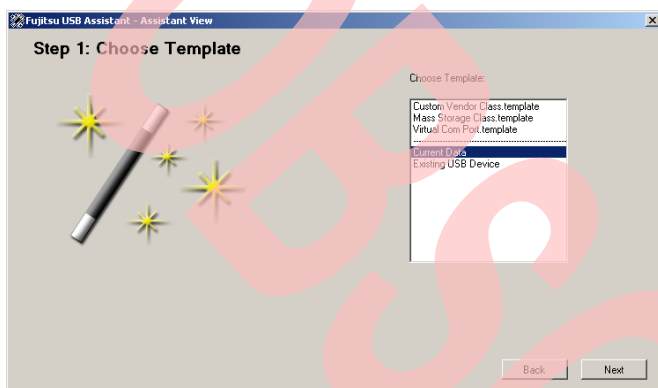 Fujitsu USB Assistant - Assistant View
Step 1: Choose Template
Choose Template:
Custom Vendor Class.template
Mass Storage Class.template
Virtual Com Port.template
Current Data
Existing USB Device
Back
Next